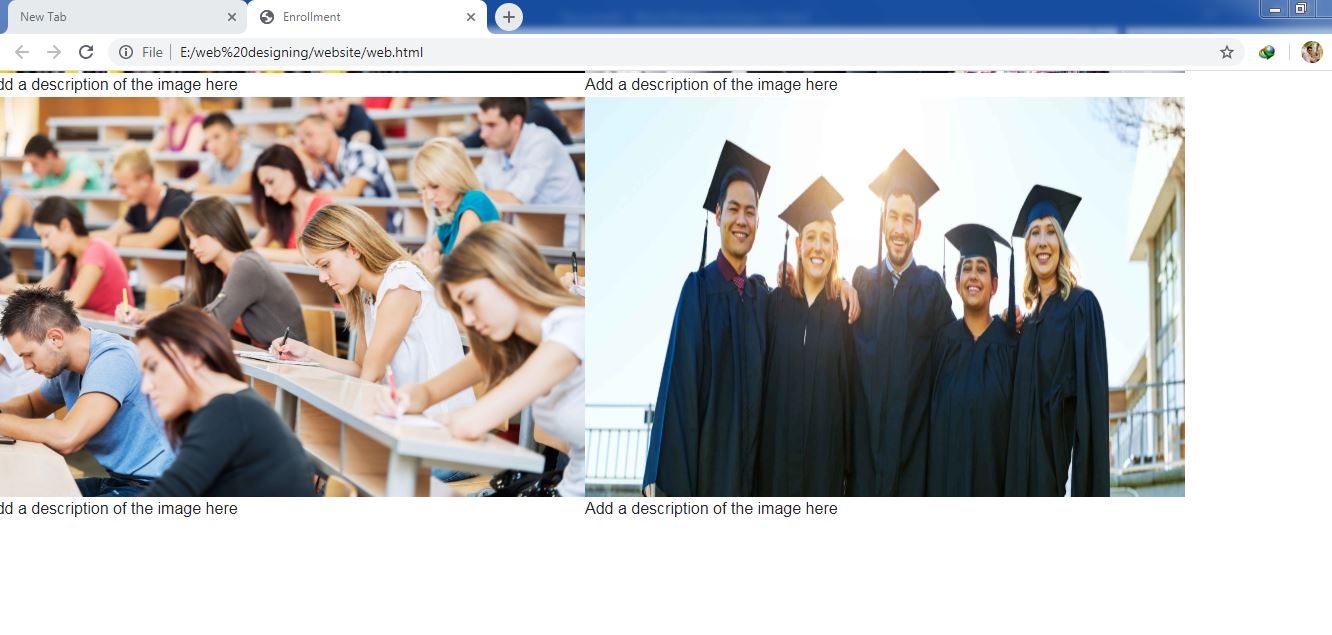 New Tab
Enrollment
File
E:/web%20designing/website/web.html
dd a description of the image here
Add a description of the image here
dd a description of the image here
Add a description of the image here